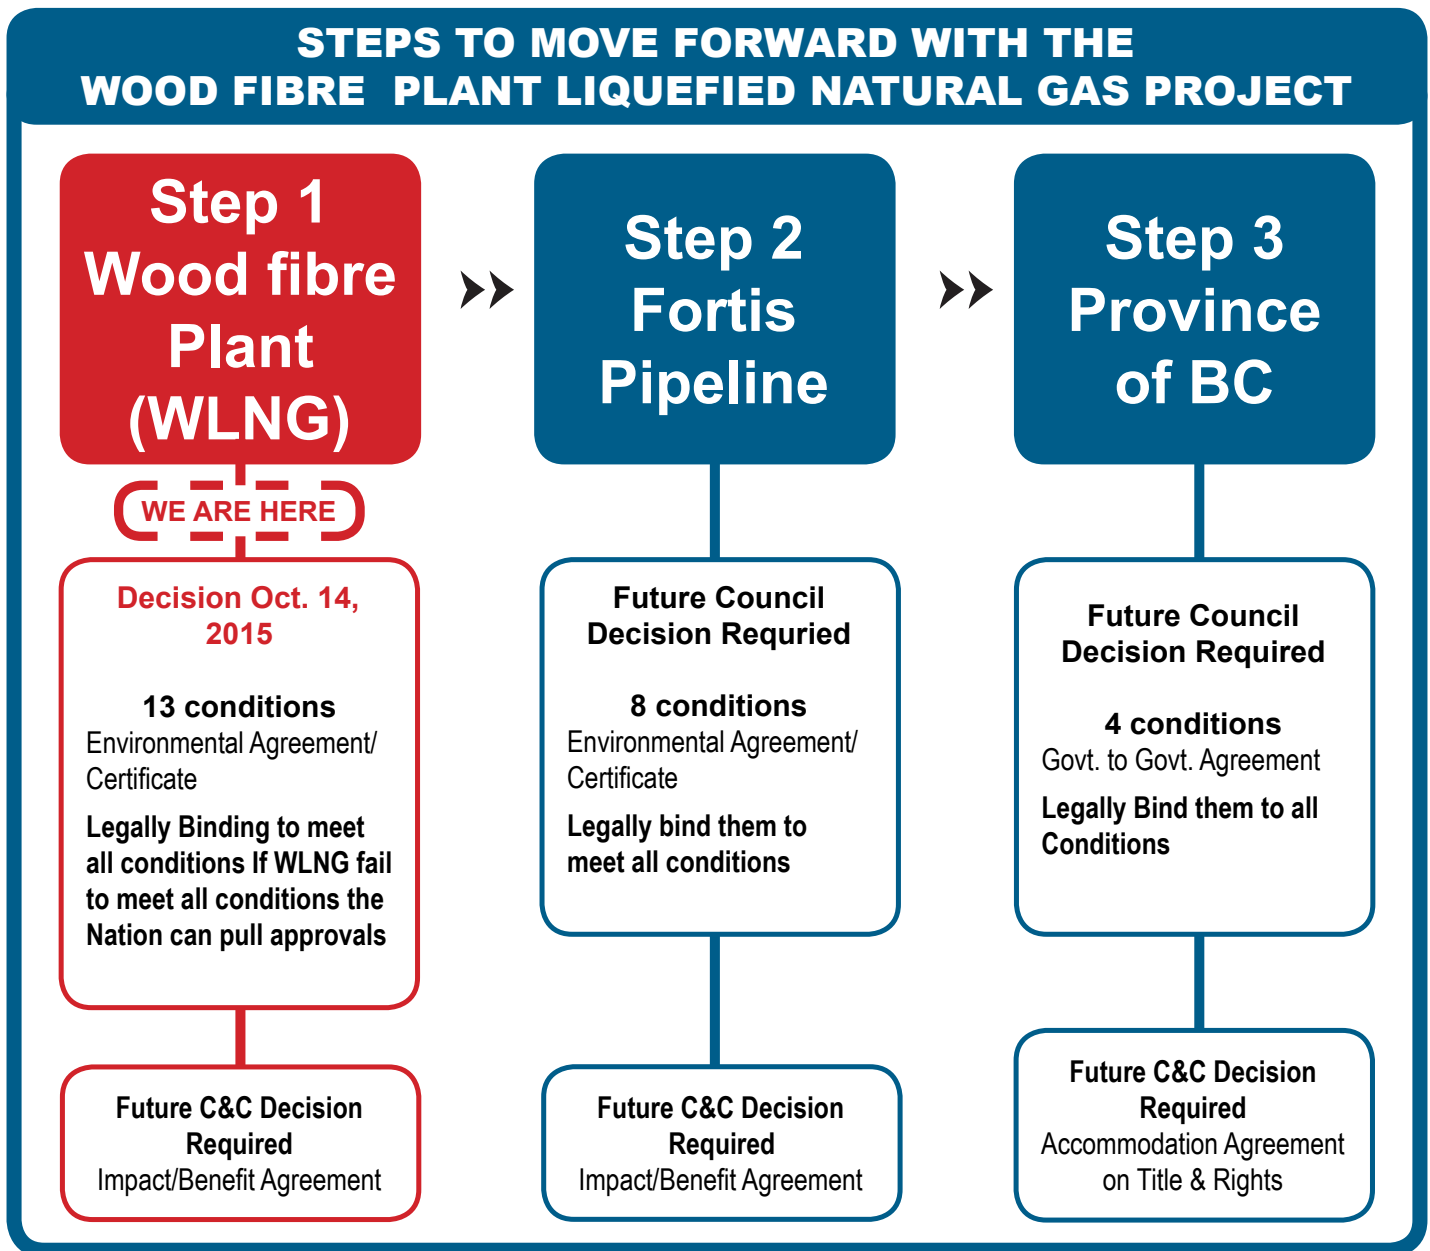 STEPS TO MOVE FORWARD WITH THE
WOOD FIBRE PLANT LIQUEFIED NATURAL GAS PROJECT
Step 1
Wood fibre
Plant
(WLNG)
WE ARE HERE
Decision Oct. 14,
2015
13 conditions
Environmental Agreement/
Certificate
Legally Binding to meet
all conditions If WLNG fail
to meet all conditions the
Nation can pull approvals
Future C&C Decision
Required
Impact/Benefit Agreement
Step 2
Fortis
Pipeline
Future Council
Decision Requried
8 conditions
Environmental Agreement/
Certificate
Legally bind them to
meet all conditions
Future C&C Decision
Required
Impact/Benefit Agreement
Step 3
Province
of BC
Future Council
Decision Required
4 conditions
Govt. to Govt. Agreement
Legally Bind them to all
Conditions
Future C&C Decision
Required
Accommodation Agreement
on Title & Rights